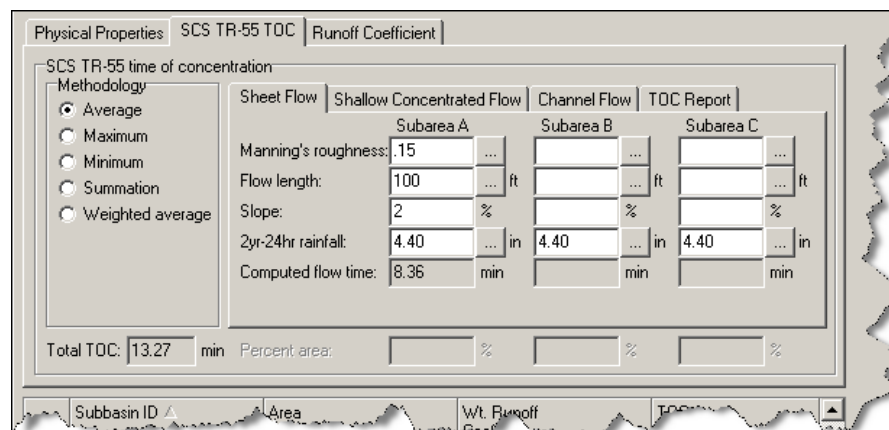 Physical Properties SCS TR-55 TOC Runoff Coefficient
SCS TR-55 time of concentration
Methodology
Average
Maximum
Minimum
Summation
Weighted average
Sheet Flow Shallow Concentrated Flow Channel Flow TOC Report
Subarea A Subarea B Subarea C
Manning's roughness: .15 ... ... ...
Flow length: 100 ... ft ... ft ... ft
Slope: 2 % % %
2yr-24hr rainfall: 4.40 ... in 4.40 ... in 4.40 ... in
Computed flow time: 8.36 min min min
Total TOC: 13.27 min Percent area: % % %
Subbasin ID Area Wt. Runoff